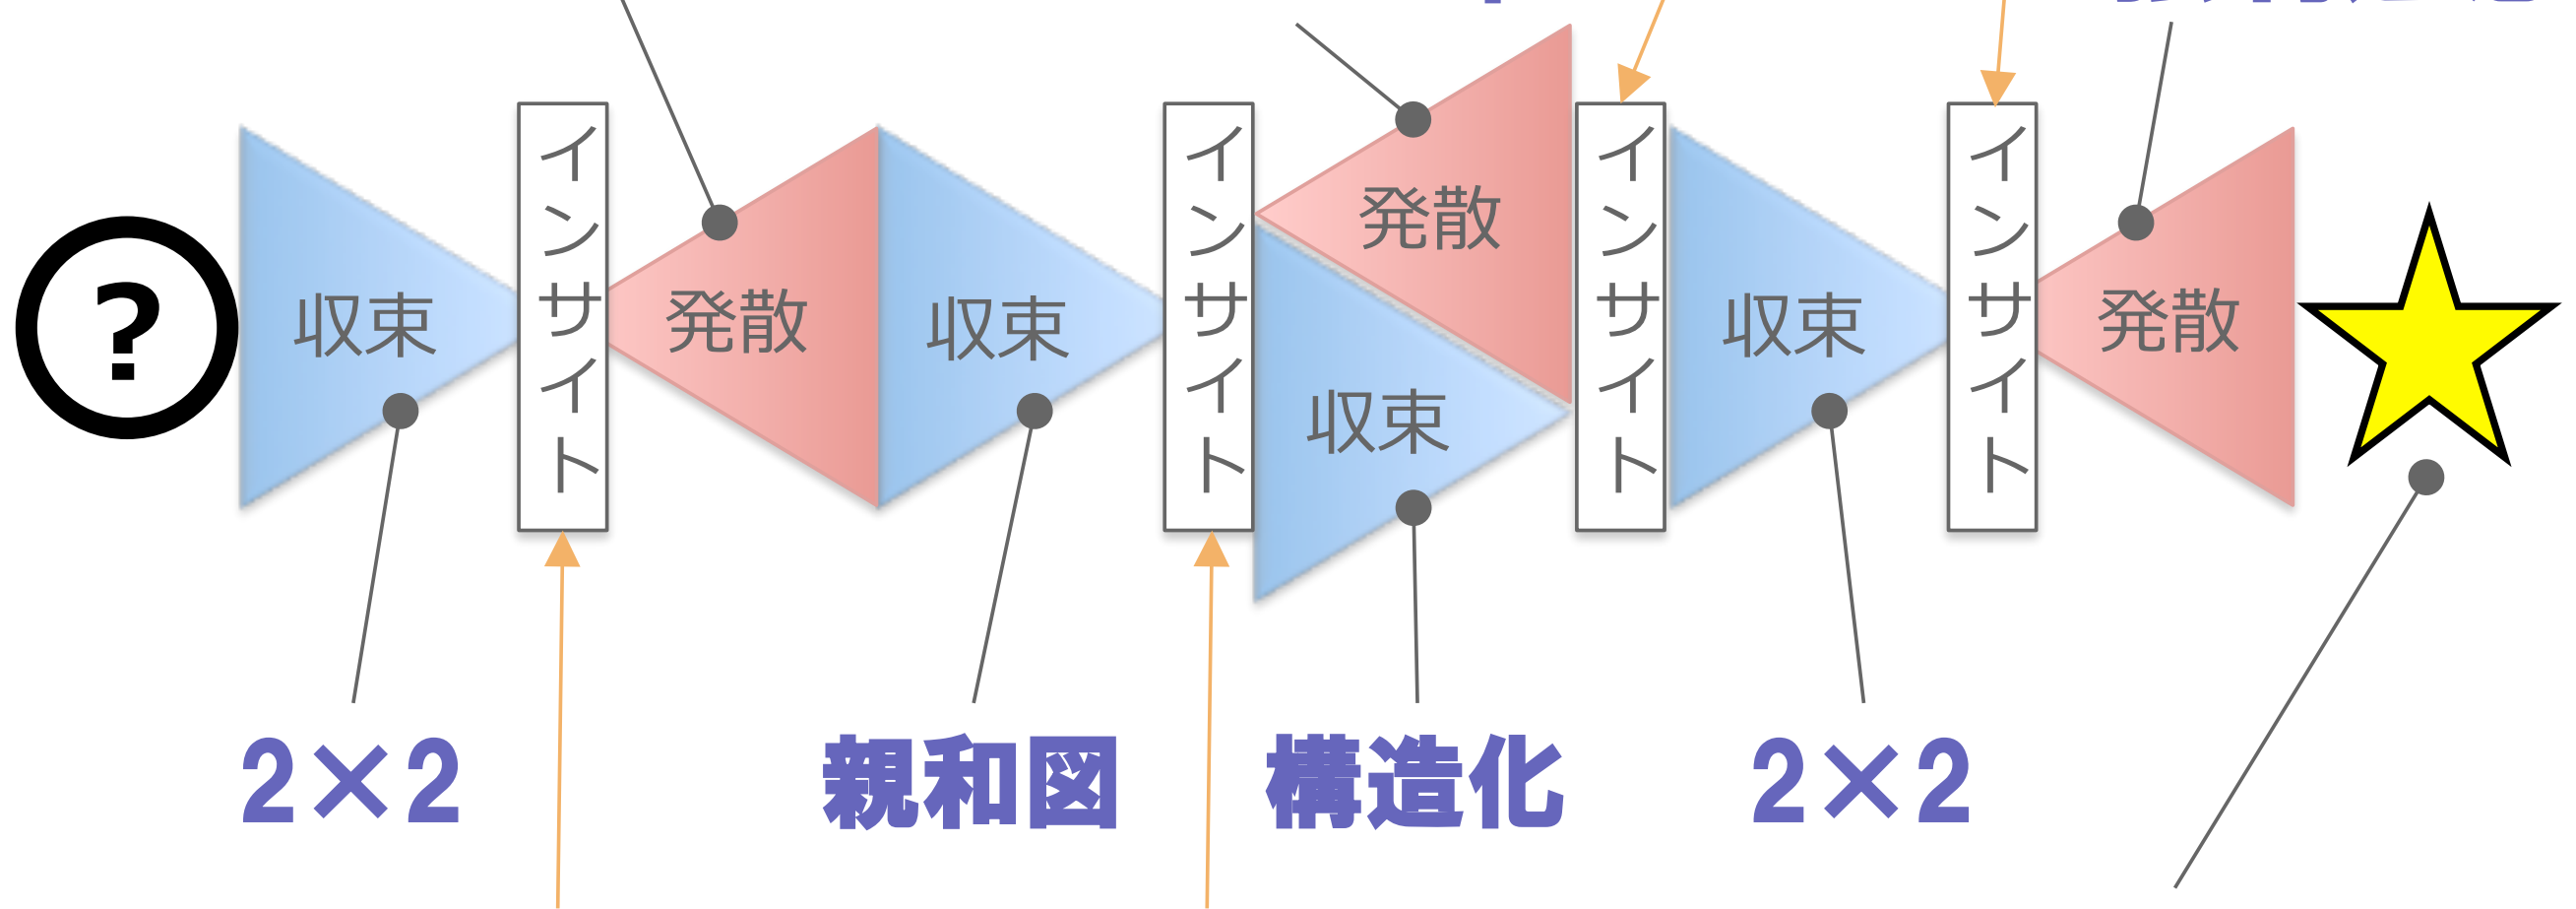 ?
収束
インサイト
発散
収束
インサイト
発散
収束
インサイト
収束
インサイト
発散
2×2
親和図
構造化
2×2